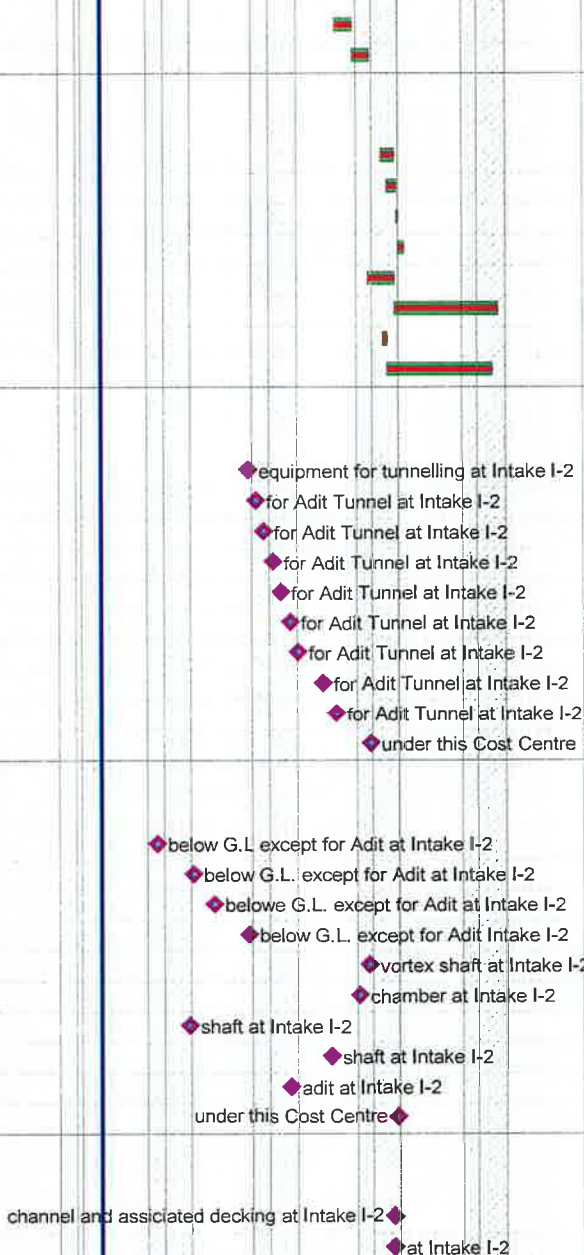 equipment for tunnelling at Intake I-2
for Adit Tunnel at Intake I-2
for Adit Tunnel at Intake I-2
for Adit Tunnel at Intake I-2
for Adit Tunnel at Intake I-2
for Adit Tunnel at Intake I-2
for Adit Tunnel at Intake I-2
for Adit Tunnel at Intake I-2
for Adit Tunnel at Intake I-2
under this Cost Centre
below G.L except for Adit at Intake I-2
below G.L. except for Adit at Intake I-2
belowe G.L. except for Adit at Intake I-2
below G.L. except for Adit Intake I-2
vortex shaft at Intake I-2
chamber at Intake I-2
shaft at Intake I-2
shaft at Intake I-2
adit at Intake I-2
under this Cost Centre
channel and assiciated decking at Intake I-2
at Intake I-2